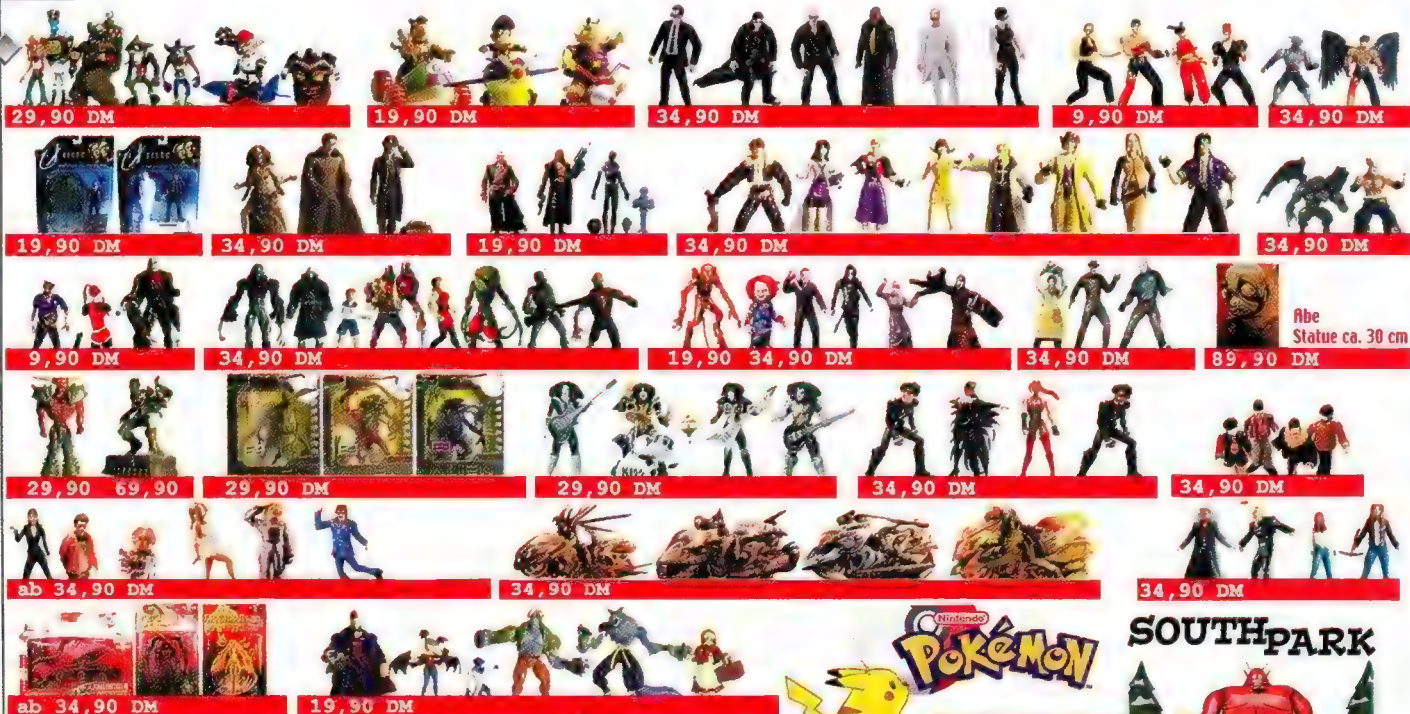 29,90 DM
19,90 DM
34,90 DM
9,90 DM
34,90 DM
19,90 DM
34,90 DM
19,90 DM
34,90 DM
34,90 DM
9,90 DM
34,90 DM
19,90 34,90 DM
34,90 DM
Abe
Statue ca. 30 cm
89,90 DM
29,90 69,90
29,90 DM
KISS
29,90 DM
34,90 DM
34,90 DM
ab 34,90 DM
34,90 DM
34,90 DM
ab 34,90 DM
19,90 DM
Nintendo
POKéMON
SOUTH PARK